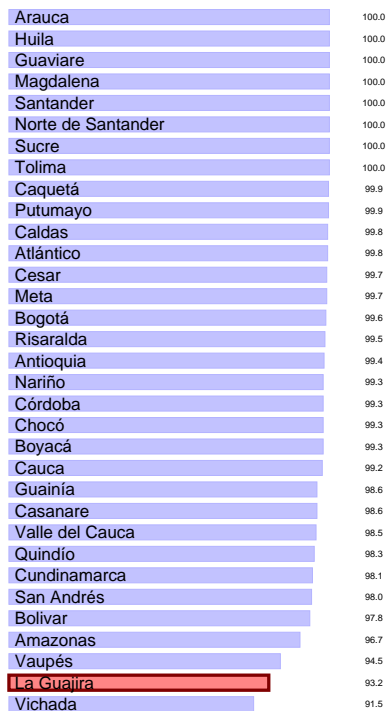 Arauca 100.0
Huila 100.0
Guaviare 100.0
Magdalena 100.0
Santander 100.0
Norte de Santander 100.0
Sucre 100.0
Tolima 100.0
Caquetá 99.9
Putumayo 99.9
Caldas 99.8
Atlántico 99.8
Cesar 99.7
Meta 99.7
Bogotá 99.6
Risaralda 99.5
Antioquia 99.4
Nariño 99.3
Córdoba 99.3
Chocó 99.3
Boyacá 99.3
Cauca 99.2
Guainía 98.6
Casanare 98.6
Valle del Cauca 98.5
Quindío 98.3
Cundinamarca 98.1
San Andrés 98.0
Bolivar 97.8
Amazonas 96.7
Vaupés 94.5
La Guajira 93.2
Vichada 91.5